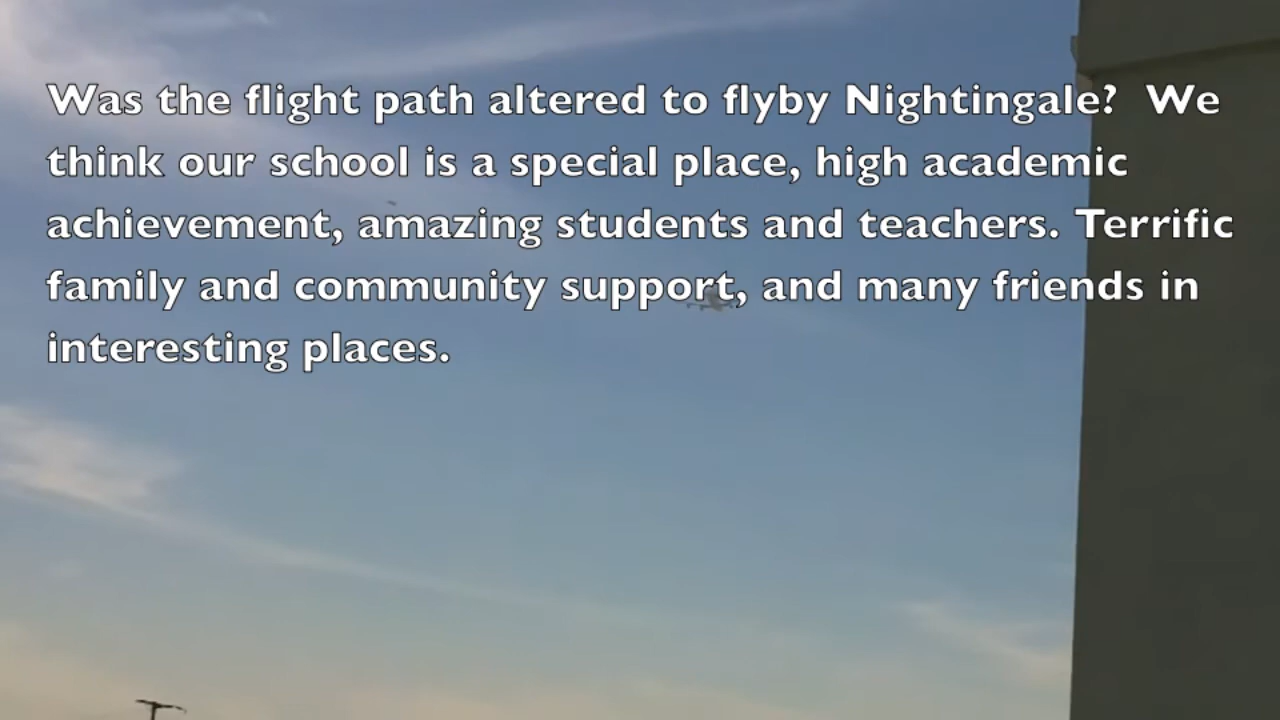 Was the flight path altered to flyby Nightingale?  We
think our school is a special place, high academic
achievement, amazing students and teachers. Terrific
family and community support, and many friends in
interesting places.